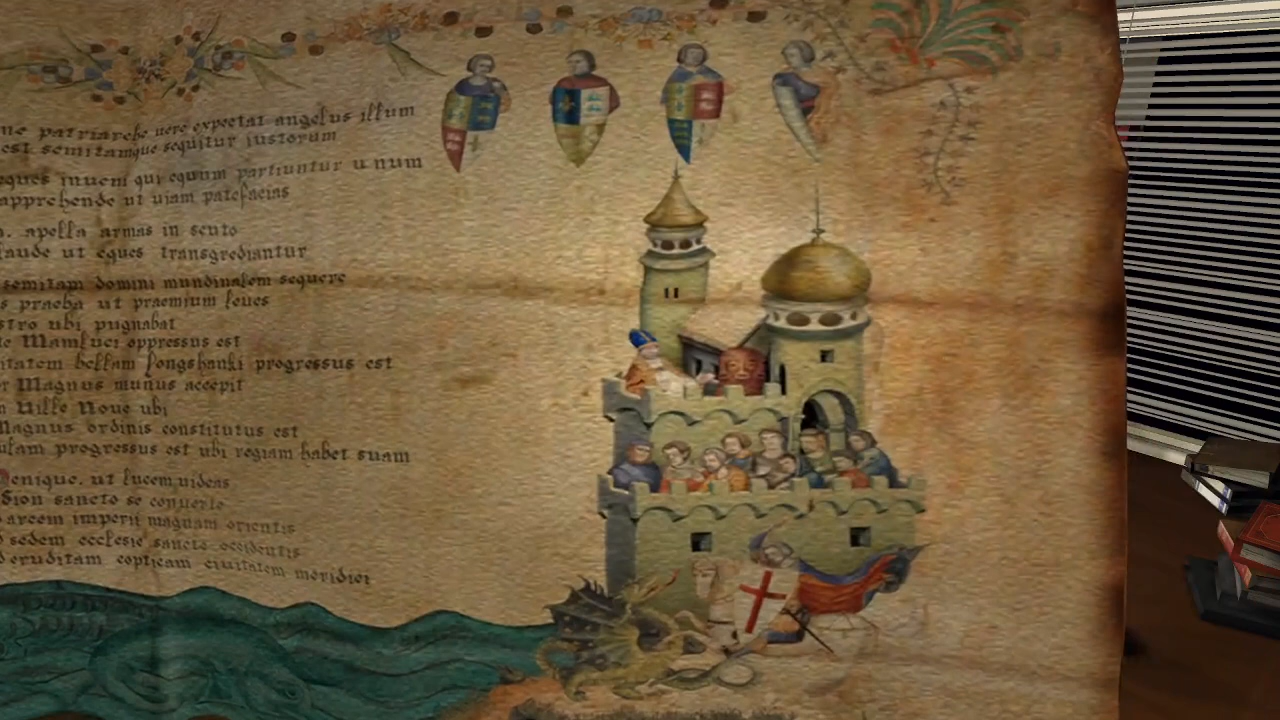 ne patriarche uere expectat angelus illum
est semitamque sequitur iustorum
eques inueni qui equum partiuntur unum
apprehende ut uiam patefacias
apella armas in scuto
laude ut eques transgrediantur
semitam domini mundinalem sequere
praeba ut praemium leues
stro ubi pugnabat
Mamluci oppressus est
itatem bellam Longshanki progressus est
Magnus munus accepit
Uille Noue ubi
Magnus ordinis constitutus est
ulam progressus est ubi regiam habet suam
Denique. ut lucem uideas
Sion sancto se conuerte
arcem imperii magnam orientis
sedem ecclesie sancte occidentis
eruditam copticam ciuitatem meridiei